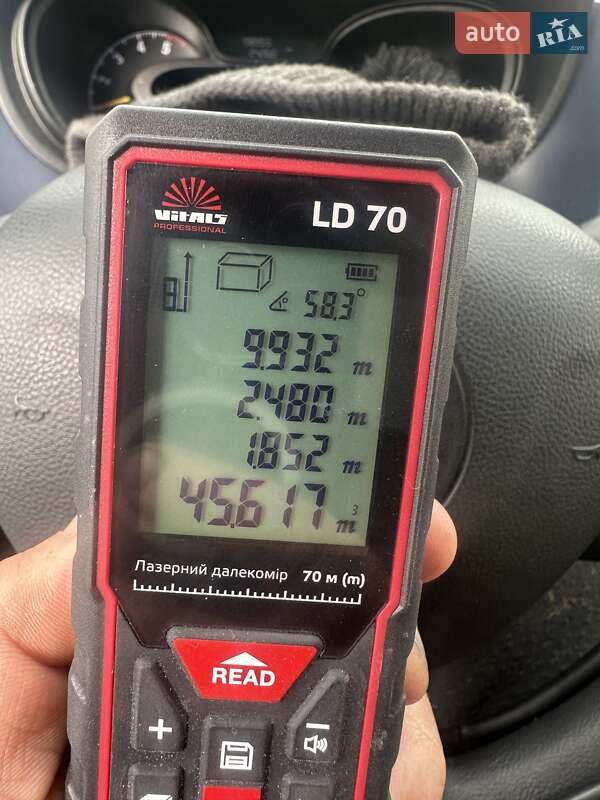 auto RIA.com
VITALS
PROFESSIONAL
LD 70
58.3°
9.932 m
2.480 m
1.852 m
45.617 m³
Лазерний далекомір 70 м (m)
READ
+
−